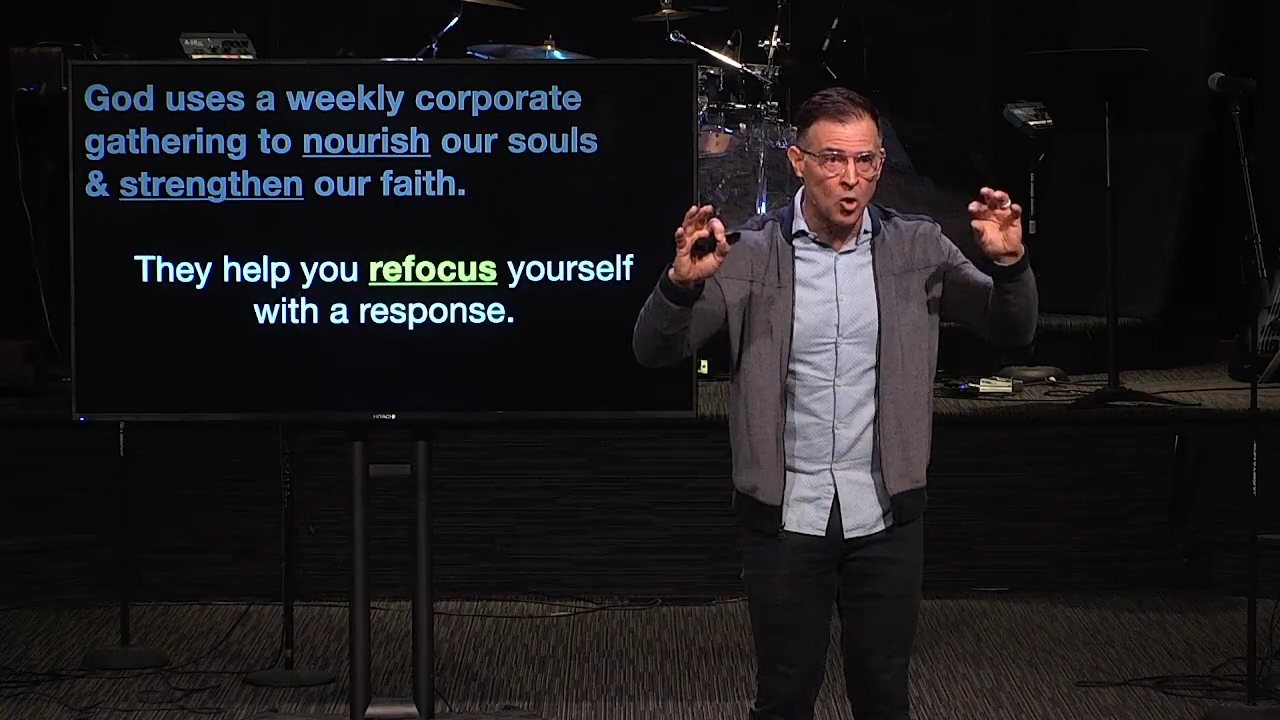 God uses a weekly corporate
gathering to nourish our souls
& strengthen our faith.
They help you refocus yourself
with a response.
HITACHI